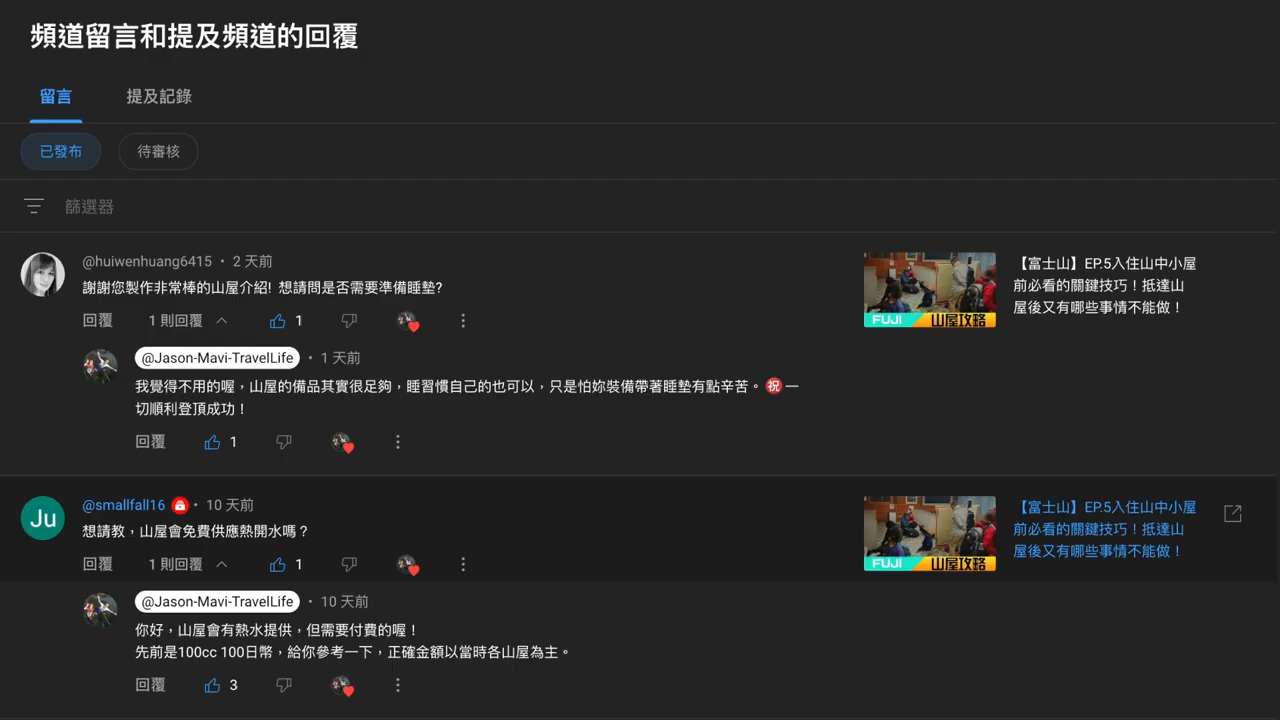 頻道留言和提及頻道的回覆
留言
提及記錄
已發布
待審核
篩選器
@huiwenhuang6415 • 2 天前
謝謝您製作非常棒的山屋介紹! 想請問是否需要準備睡墊?
回覆
1 則回覆
1
FUJI
山屋攻略
【富士山】EP.5入住山中小屋
前必看的關鍵技巧！抵達山
屋後又有哪些事情不能做！
@Jason-Mavi-TravelLife • 1 天前
我覺得不用的喔，山屋的備品其實很足夠，睡習慣自己的也可以，只是怕妳裝備帶著睡墊有點辛苦。㊗️一
切順利登頂成功！
回覆
1
Ju
@smallfall16 • 10 天前
想請教，山屋會免費供應熱開水嗎？
回覆
1 則回覆
1
FUJI
山屋攻略
【富士山】EP.5入住山中小屋
前必看的關鍵技巧！抵達山
屋後又有哪些事情不能做！
@Jason-Mavi-TravelLife • 10 天前
你好，山屋會有熱水提供，但需要付費的喔！
先前是100cc 100日幣，給你參考一下，正確金額以當時各山屋為主。
回覆
3